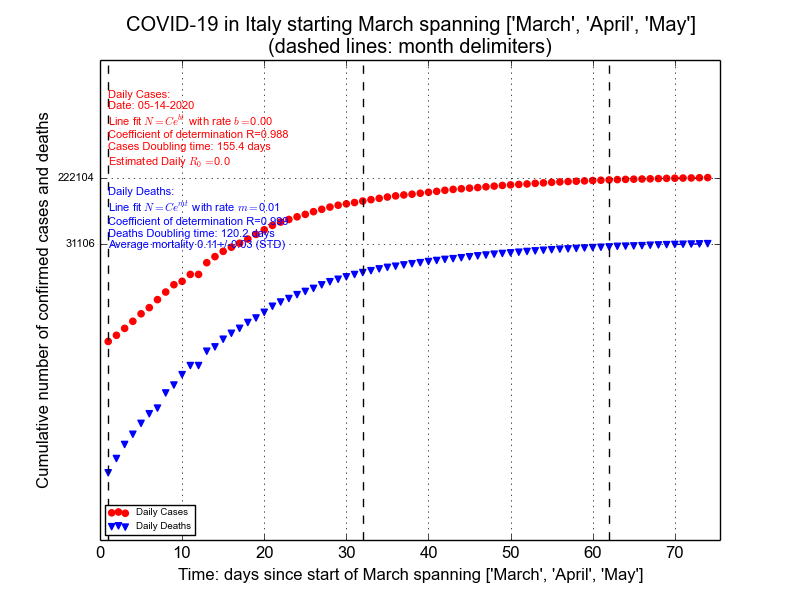 COVID-19 in Italy starting March spanning ['March', 'April', 'May']
(dashed lines: month delimiters)
Daily Cases:
Date: 05-14-2020
Line fit N = Ce^{bt} with rate b = 0.00
Coefficient of determination R=0.988
Cases Doubling time: 155.4 days
Estimated Daily R_0 = 0.0
222104
Daily Deaths:
Line fit N = Ce^{mt} with rate m = 0.01
Coefficient of determination R=0.989
Deaths Doubling time: 120.2 days
31106
Average mortality 0.11+/-0.03 (STD)
Cumulative number of confirmed cases and deaths
Daily Cases
Daily Deaths
0 10 20 30 40 50 60 70
Time: days since start of March spanning ['March', 'April', 'May']